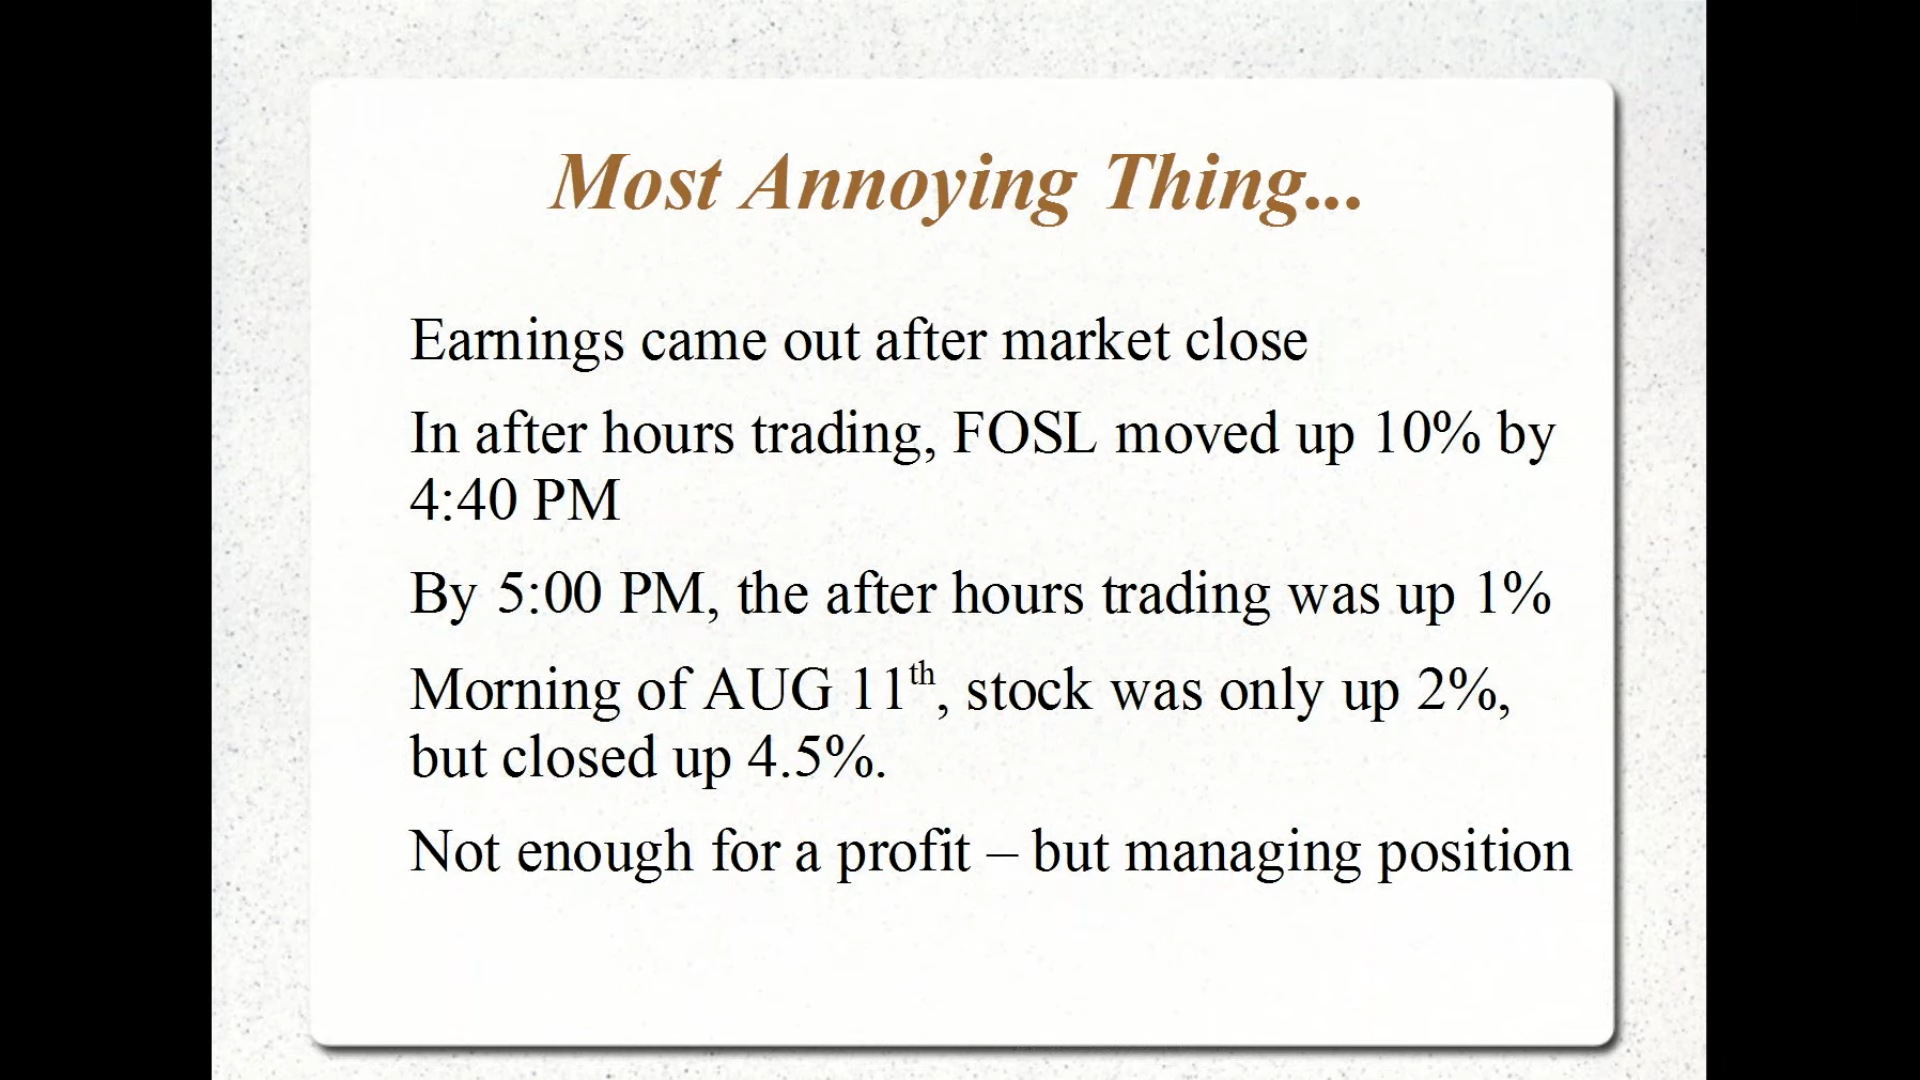 Most Annoying Thing...
Earnings came out after market close
In after hours trading, FOSL moved up 10% by
4:40 PM
By 5:00 PM, the after hours trading was up 1%
Morning of AUG 11th, stock was only up 2%,
but closed up 4.5%.
Not enough for a profit – but managing position